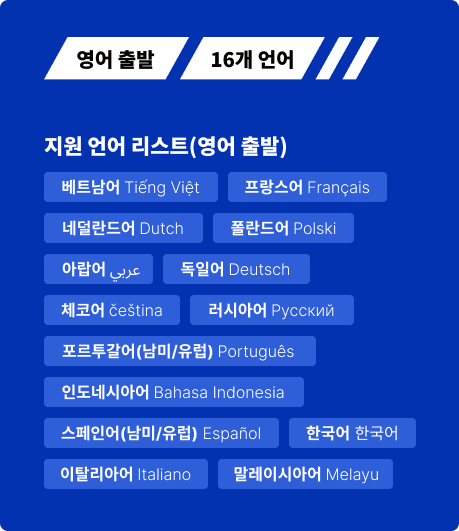 영어 출발 16개 언어
지원 언어 리스트(영어 출발)
베트남어 Tiếng Việt 프랑스어 Français
네덜란드어 Dutch 폴란드어 Polski
아랍어 عربي 독일어 Deutsch
체코어 čeština 러시아어 Русский
포르투갈어(남미/유럽) Português
인도네시아어 Bahasa Indonesia
스페인어(남미/유럽) Español 한국어 한국어
이탈리아어 Italiano 말레이시아어 Melayu